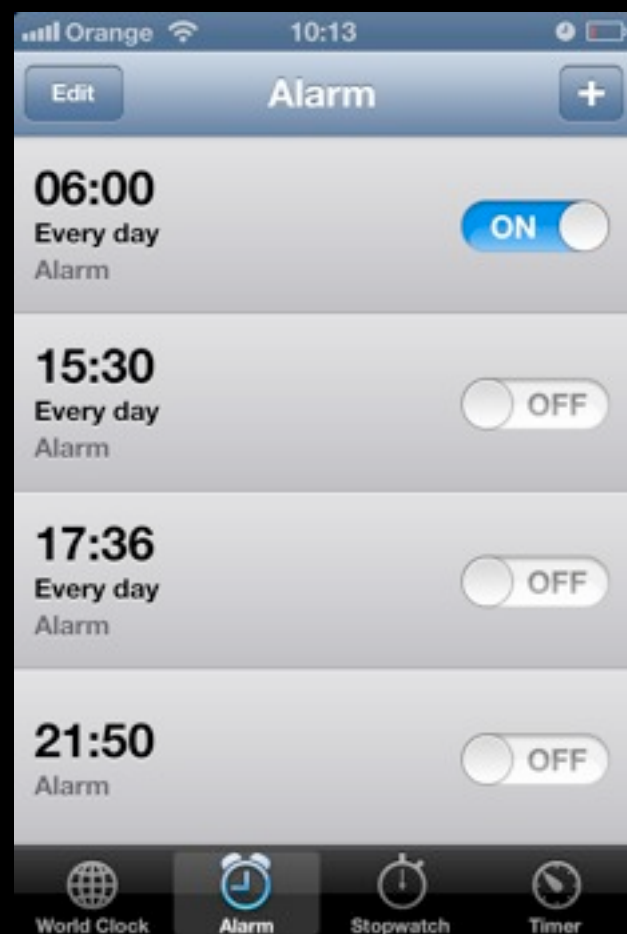 Orange 10:13
Edit Alarm +
06:00
Every day
Alarm
ON
15:30
Every day
Alarm
OFF
17:36
Every day
Alarm
OFF
21:50
Alarm
OFF
World Clock Alarm Stopwatch Timer